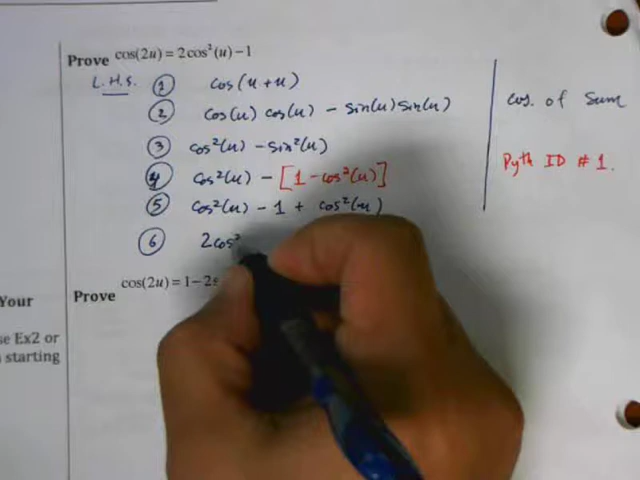 Prove cos(2u) = 2cos²(u) − 1
L.H.S. ① cos(u+u)
② cos(u) cos(u) − sin(u) sin(u) cos. of Sum
③ cos²(u) − sin²(u)
④ cos²(u) − [1 − cos²(u)] Pyth ID # 1.
⑤ cos²(u) − 1 + cos²(u)
⑥ 2cos²
Prove cos(2u) = 1 − 2
Your
se Ex2 or
starting